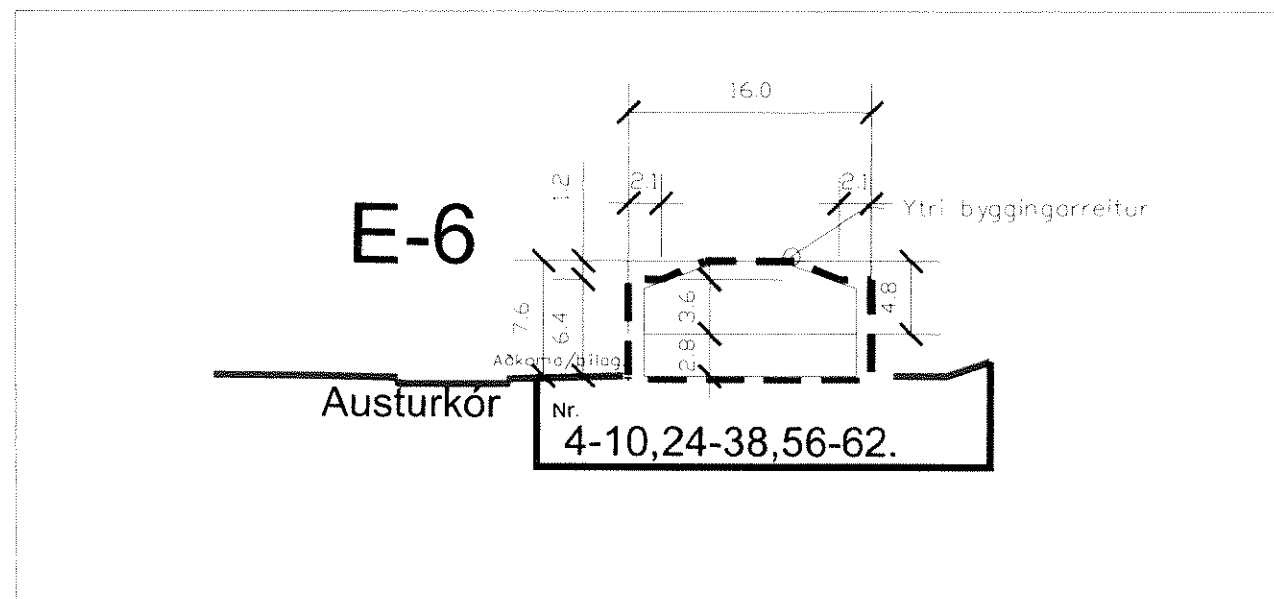 16.0
1.2
2.1
2.1
Ytri byggingarreitur
E-6
7.6
6.4
3.6
4.8
2.8
Aðkoma/bílag
Austurkór
Nr.
4-10,24-38,56-62.